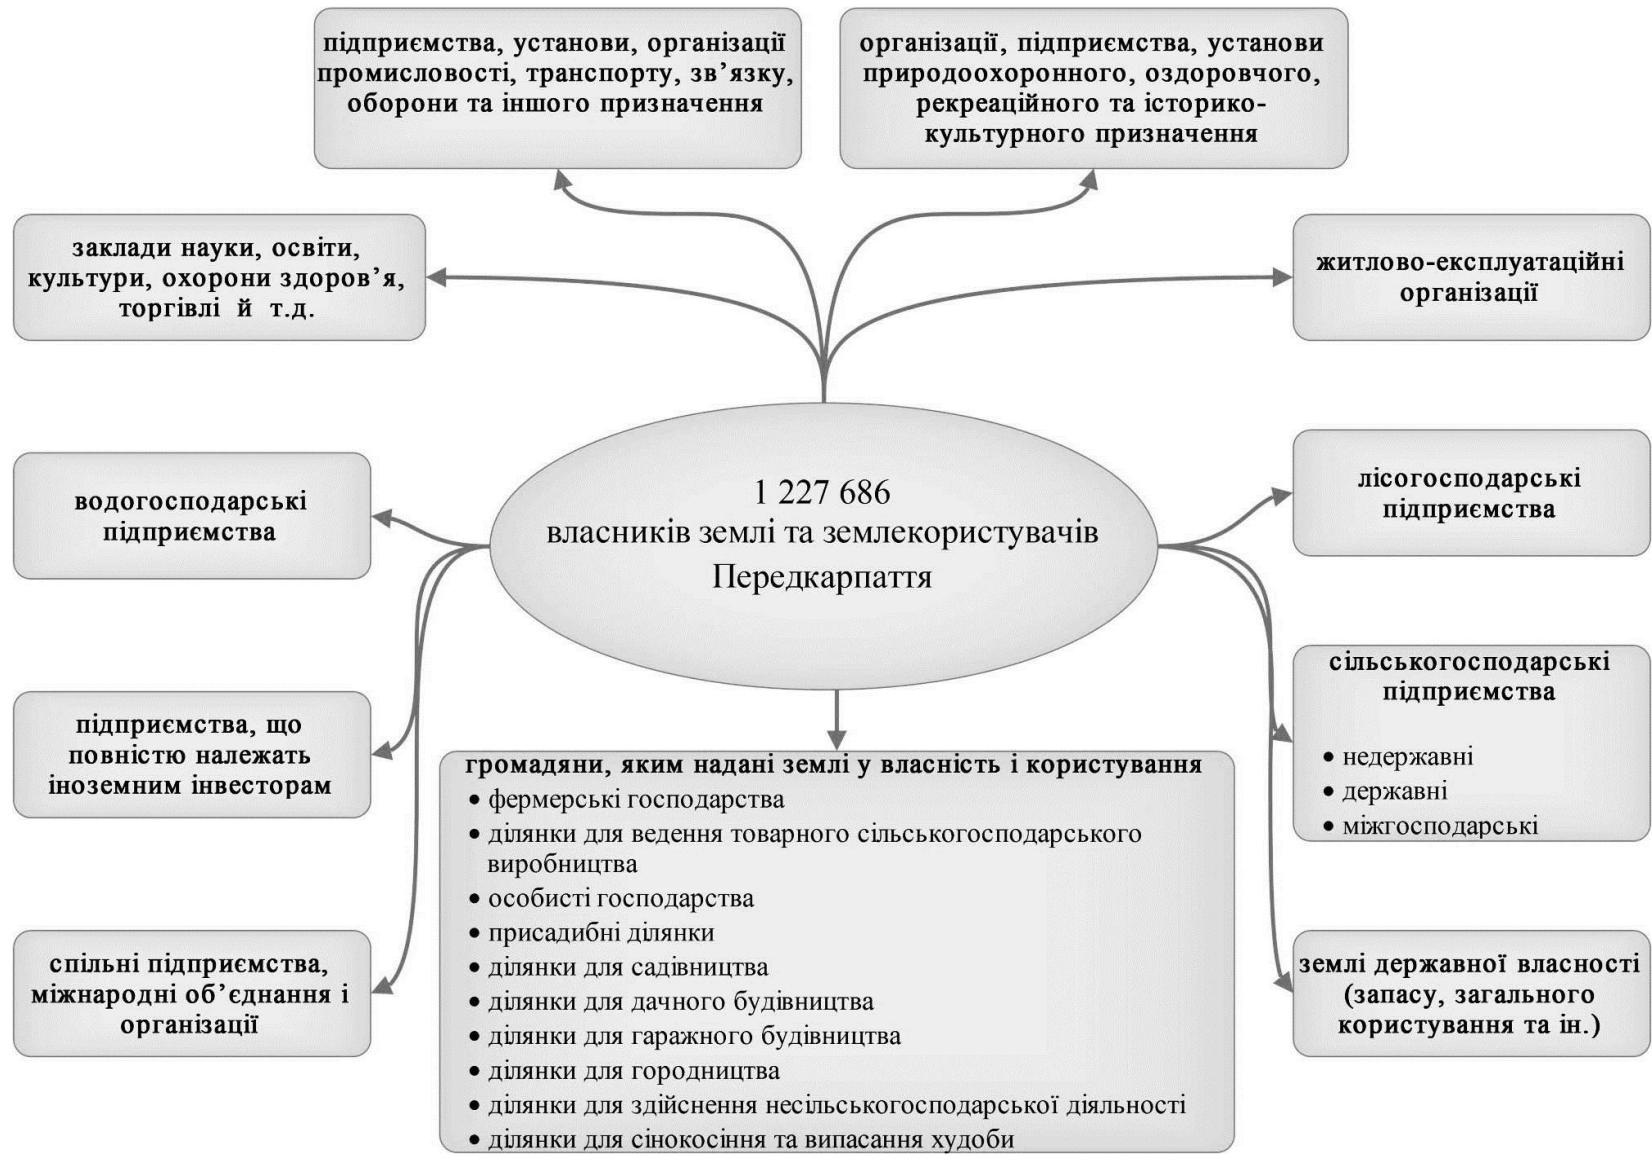 підприємства, установи, організації
промисловості, транспорту, зв’язку,
оборони та іншого призначення
організації, підприємства, установи
природоохоронного, оздоровчого,
рекреаційного та історико-
культурного призначення
заклади науки, освіти,
культури, охорони здоров’я,
торгівлі й т.д.
житлово-експлуатаційні
організації
водогосподарські
підприємства
1 227 686
власників землі та землекористувачів
Передкарпаття
лісогосподарські
підприємства
підприємства, що
повністю належать
іноземним інвесторам
сільськогосподарські
підприємства
• недержавні
• державні
• міжгосподарські
громадяни, яким надані землі у власність і користування
• фермерські господарства
• ділянки для ведення товарного сільськогосподарського
виробництва
• особисті господарства
• присадибні ділянки
• ділянки для садівництва
• ділянки для дачного будівництва
• ділянки для гаражного будівництва
• ділянки для городництва
• ділянки для здійснення несільськогосподарської діяльності
• ділянки для сінокосіння та випасання худоби
спільні підприємства,
міжнародні об’єднання і
організації
землі державної власності
(запасу, загального
користування та ін.)